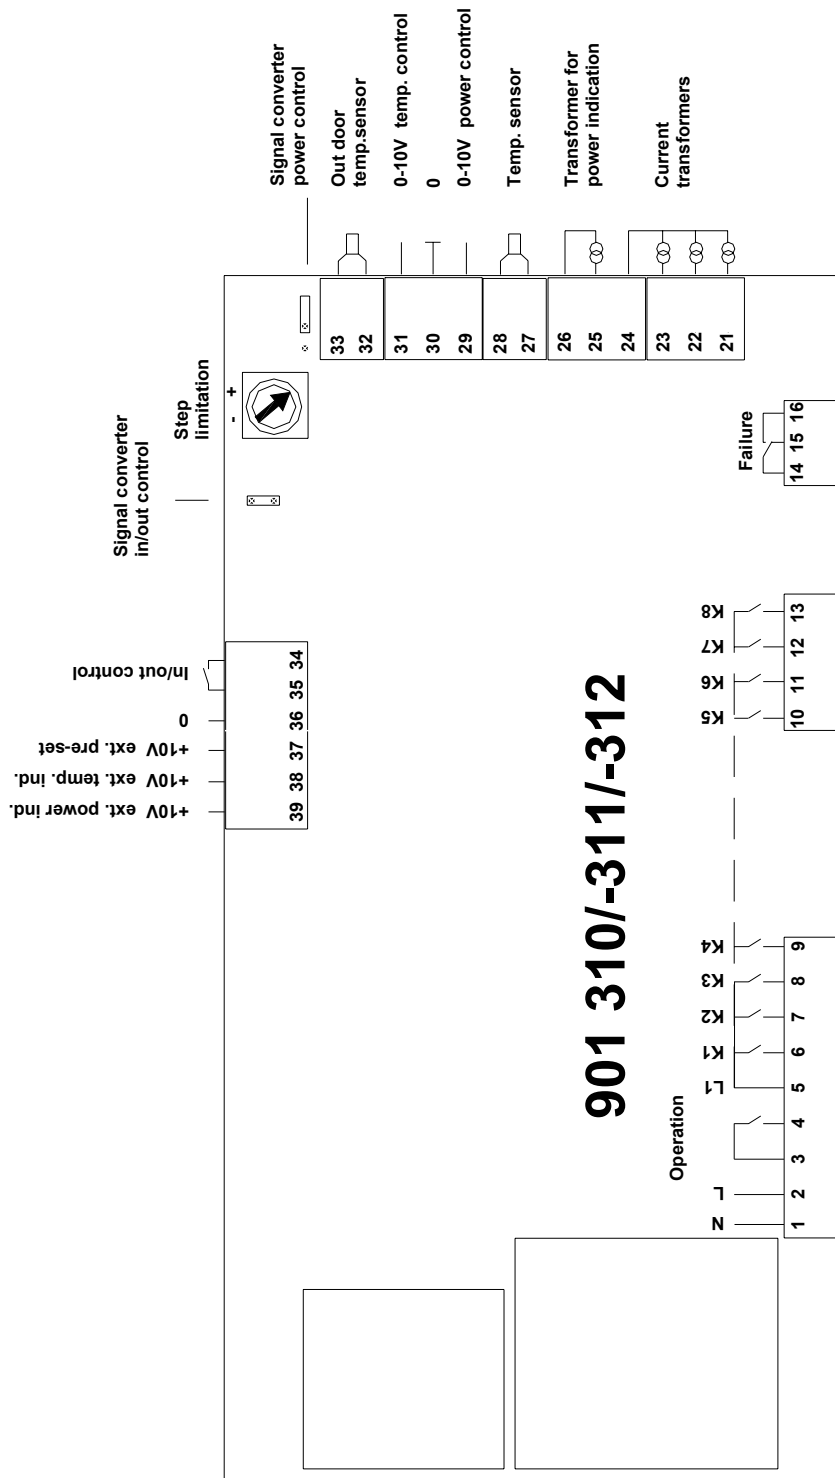 Signal converter
power control
Out door
temp.sensor
0-10V temp. control
0
0-10V power control
Temp. sensor
Transformer for
power indication
Current
transformers
33
32
31
30
29
28
27
26
25
24
23
22
21
Step
limitation
- +
Signal converter
in/out control
Failure
14 15 16
In/out control
0
+10V ext. pre-set
+10V ext. temp. ind.
+10V ext. power ind.
34
35
36
37
38
39
901 310/-311/-312
K8
K7
K6
K5
13
12
11
10
K4
K3
K2
K1
L1
Operation
L
N
9
8
7
6
5
4
3
2
1